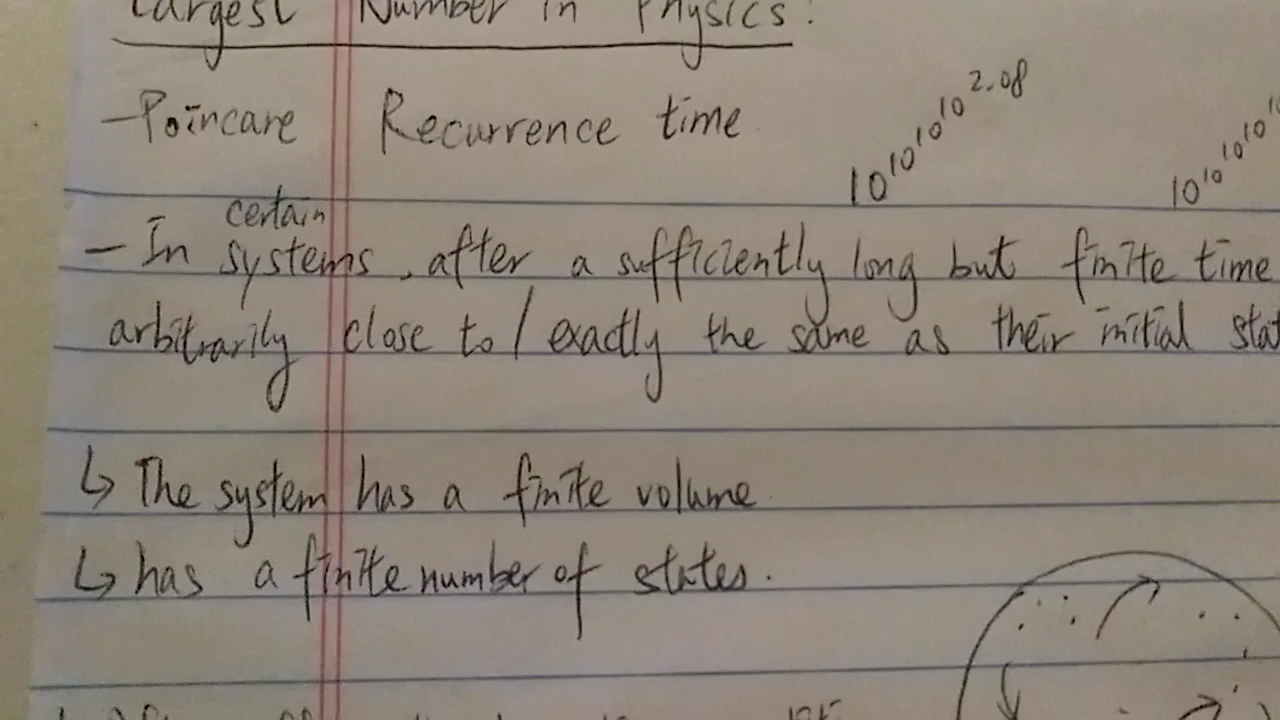 Largest Number in Physics:
-Poincare Recurrence time 10^10^10^10^2.08 10^10^10^10
certain
- In systems, after a sufficiently long but finite time
arbitrarily close to / exactly the same as their initial stat
↳ The system has a finite volume
↳ has a finite number of states.